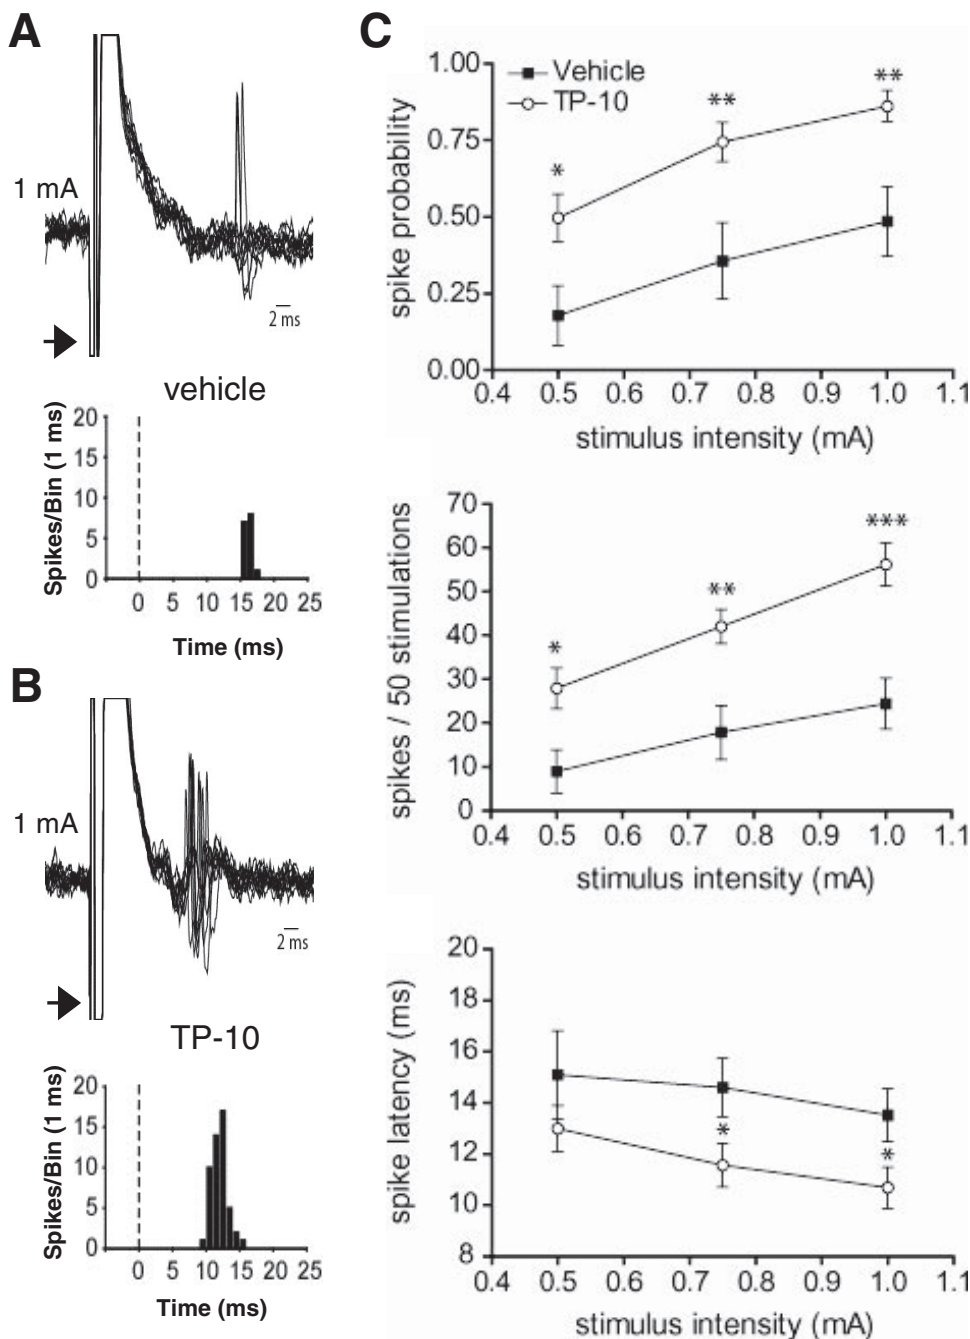 A
1 mA
2 ms
vehicle
Spikes/Bin (1 ms)
20
15
10
5
0
0 5 10 15 20 25
Time (ms)
B
1 mA
2 ms
TP-10
Spikes/Bin (1 ms)
20
15
10
5
0
0 5 10 15 20 25
Time (ms)
C
Vehicle
TP-10
spike probability
1.00
0.75
0.50
0.25
0.00
* ** **
0.4 0.5 0.6 0.7 0.8 0.9 1.0 1.1
stimulus intensity (mA)
spikes / 50 stimulations
70
60
50
40
30
20
10
0
* ** ***
0.4 0.5 0.6 0.7 0.8 0.9 1.0 1.1
stimulus intensity (mA)
spike latency (ms)
20
18
16
14
12
10
8
* *
0.4 0.5 0.6 0.7 0.8 0.9 1.0 1.1
stimulus intensity (mA)